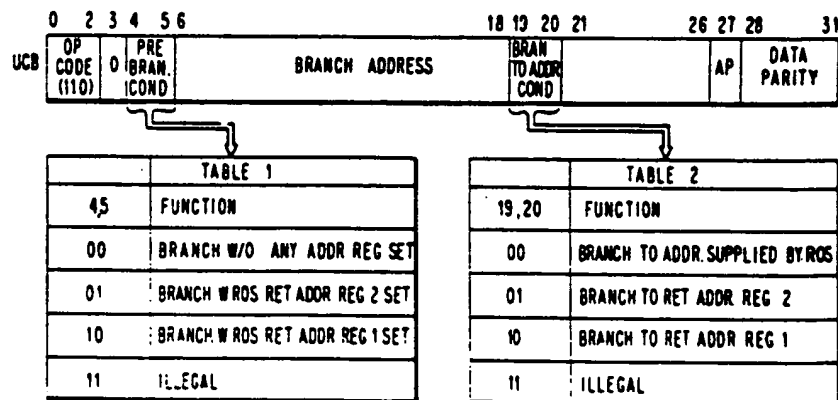 0 2 3 4 5 6 18 19 20 21 26 27 28 31
UCB
OP CODE (110)
0
PRE BRAN. COND
BRANCH ADDRESS
BRAN TO ADDR COND
AP
DATA PARITY
TABLE 1
4,5 FUNCTION
00 BRANCH W/O ANY ADDR REG SET
01 BRANCH W ROS RET ADDR REG 2 SET
10 BRANCH W ROS RET ADDR REG 1 SET
11 ILLEGAL
TABLE 2
19,20 FUNCTION
00 BRANCH TO ADDR. SUPPLIED BY ROS
01 BRANCH TO RET ADDR REG 2
10 BRANCH TO RET ADDR REG 1
11 ILLEGAL